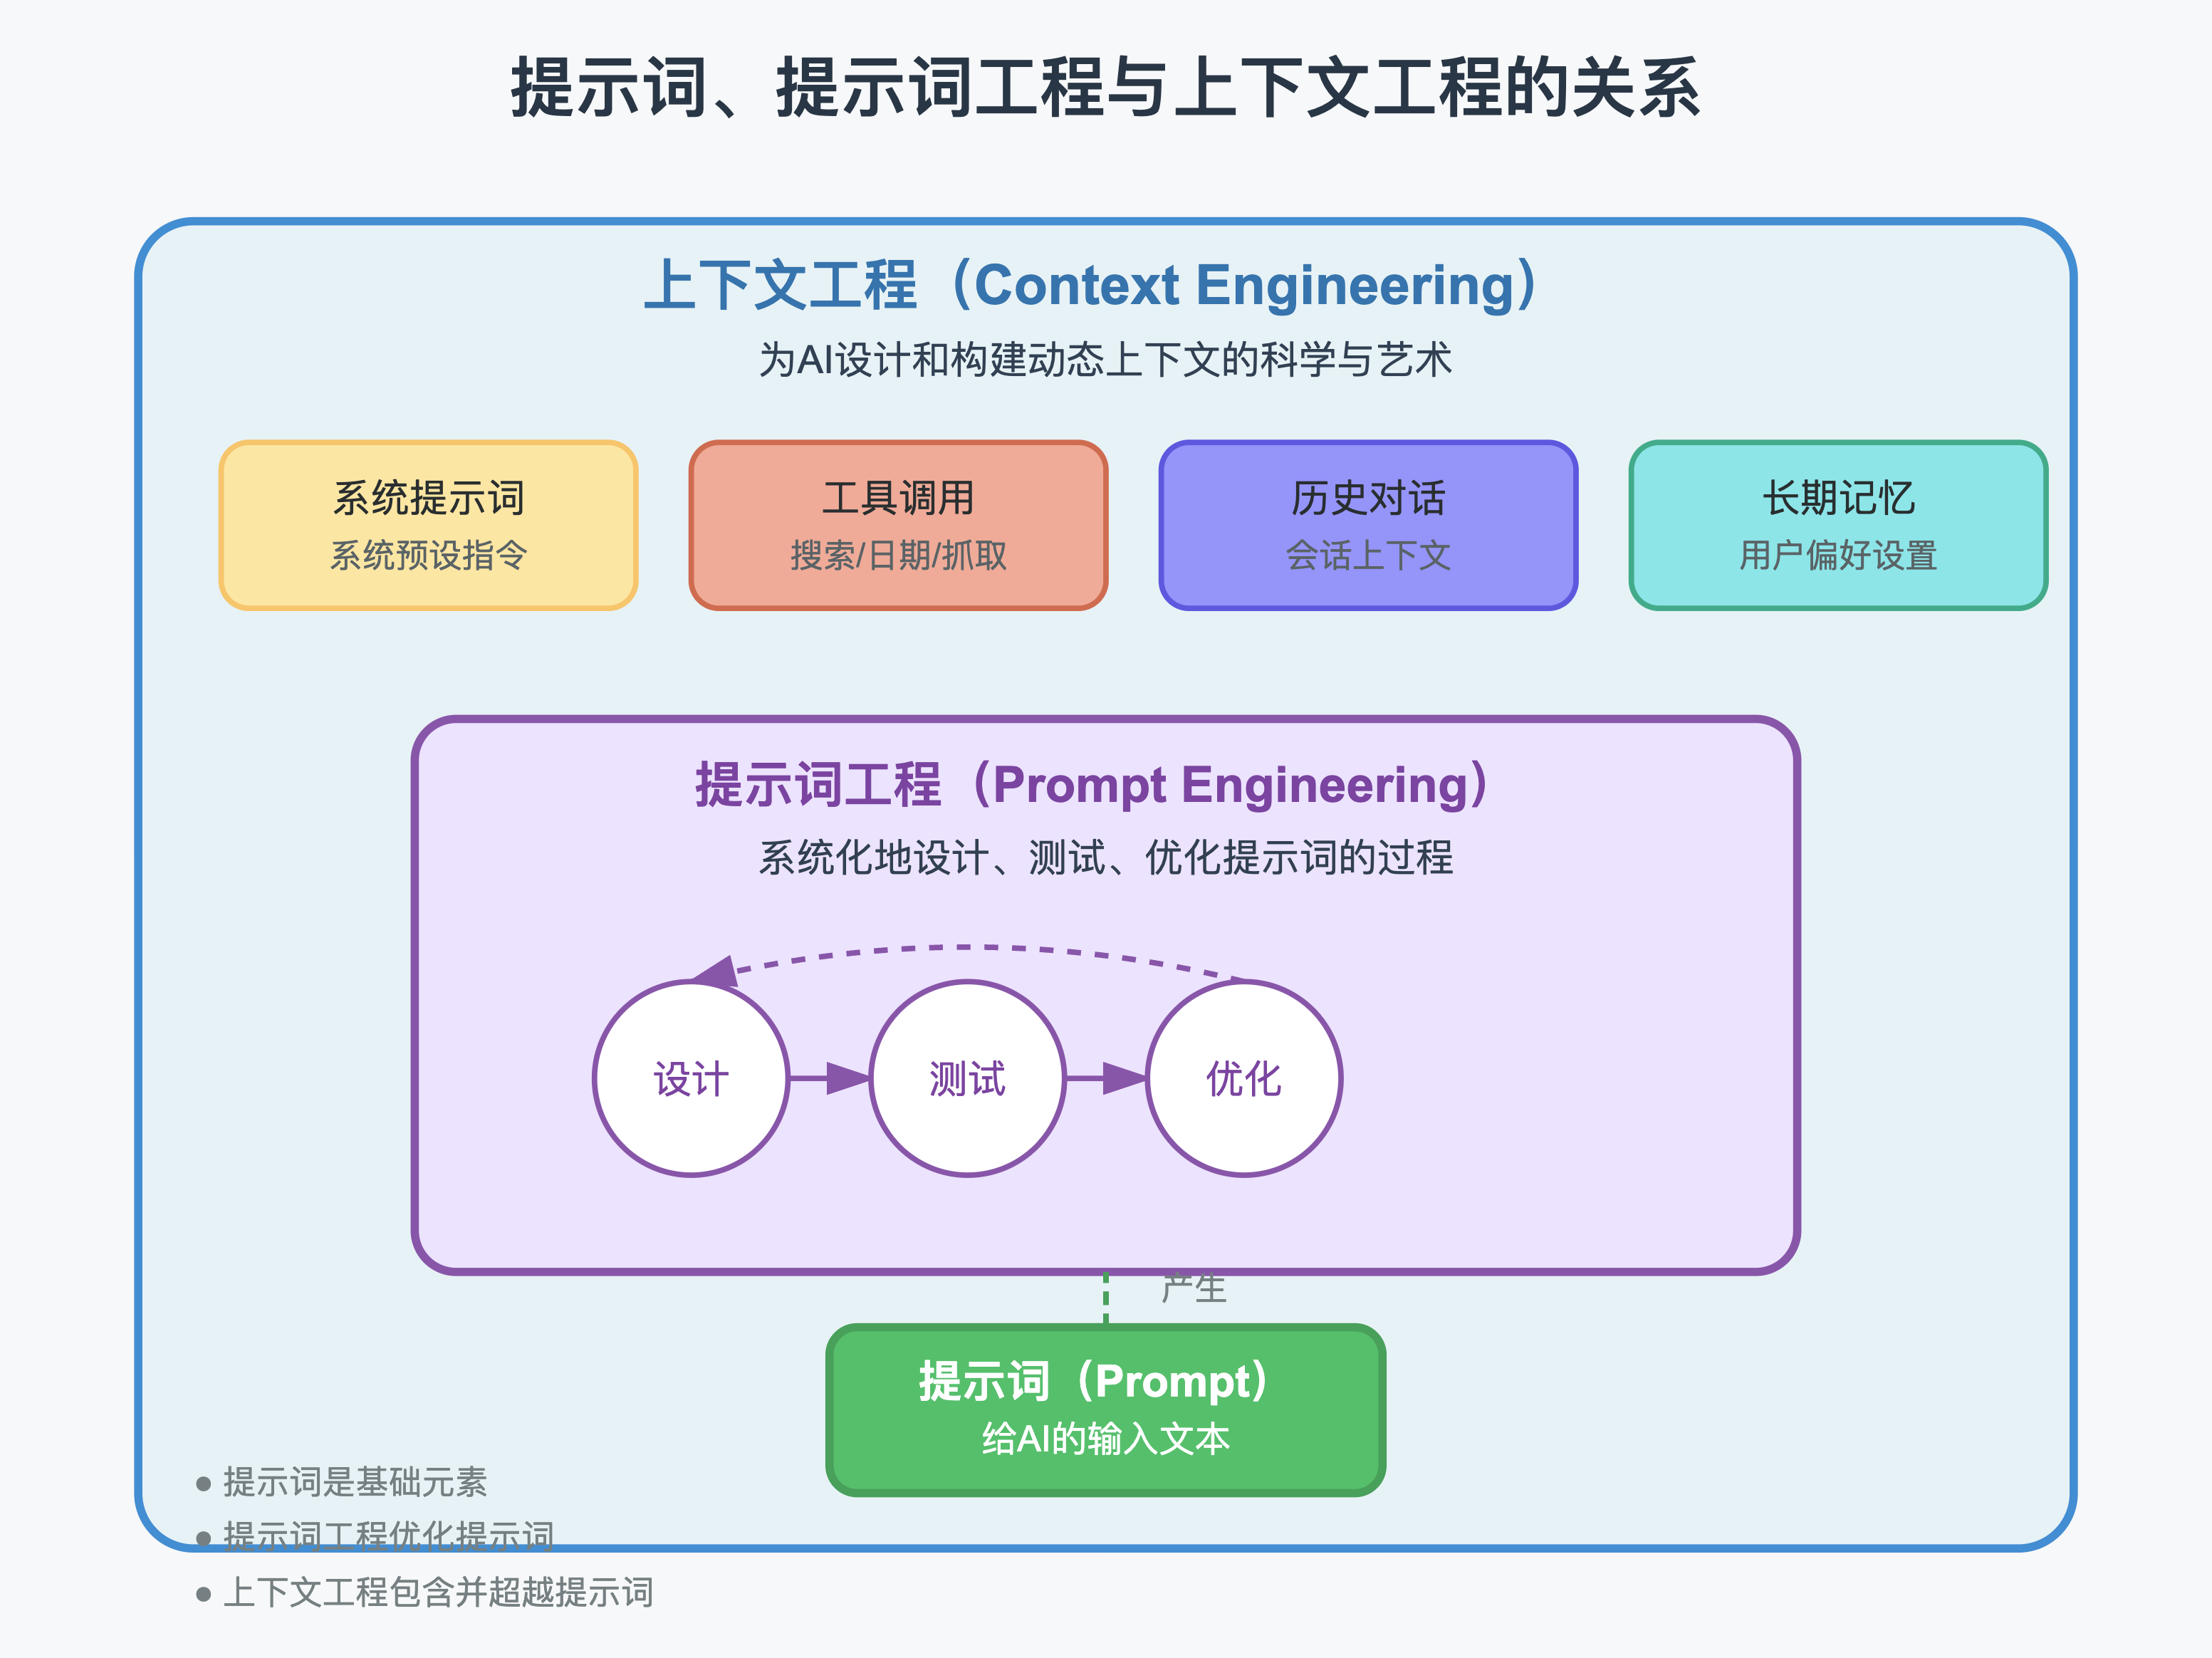 提示词、提示词工程与上下文工程的关系
上下文工程（Context Engineering）
为AI设计和构建动态上下文的科学与艺术
系统提示词
系统预设指令
工具调用
搜索/日期/抓取
历史对话
会话上下文
长期记忆
用户偏好设置
提示词工程（Prompt Engineering）
系统化地设计、测试、优化提示词的过程
设计
测试
优化
产生
提示词（Prompt）
给AI的输入文本
● 提示词是基础元素
● 提示词工程优化提示词
● 上下文工程包含并超越提示词